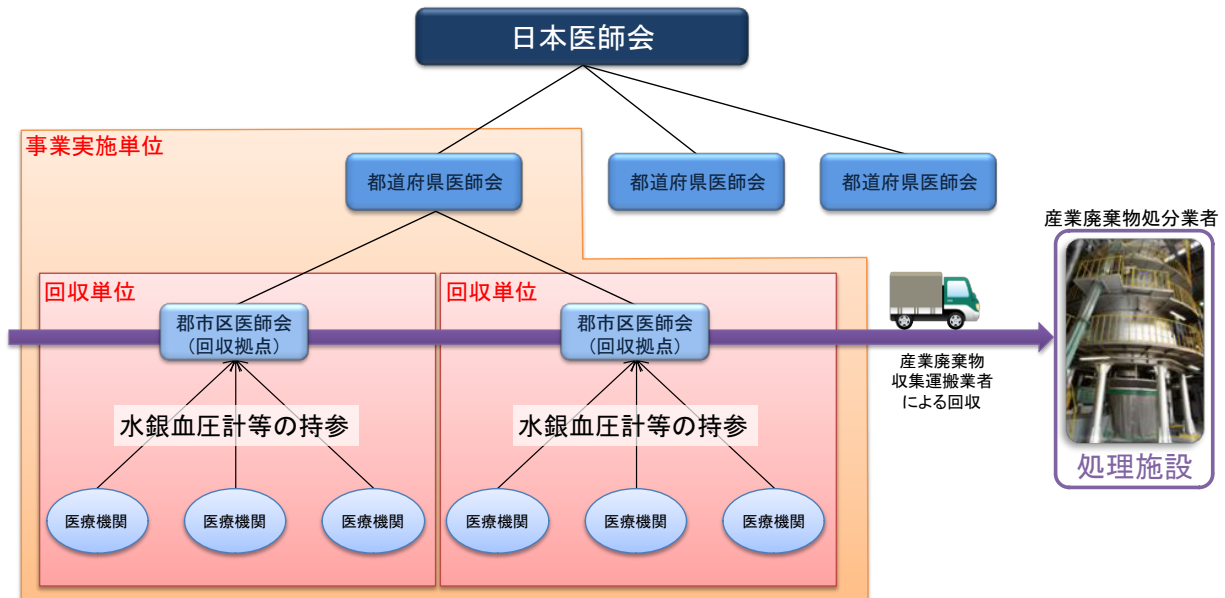 日本医師会
事業実施単位
都道府県医師会
都道府県医師会
都道府県医師会
産業廃棄物処分業者
回収単位
回収単位
郡市区医師会
(回収拠点)
郡市区医師会
(回収拠点)
産業廃棄物
収集運搬業者
による回収
水銀血圧計等の持参
水銀血圧計等の持参
処理施設
医療機関
医療機関
医療機関
医療機関
医療機関
医療機関